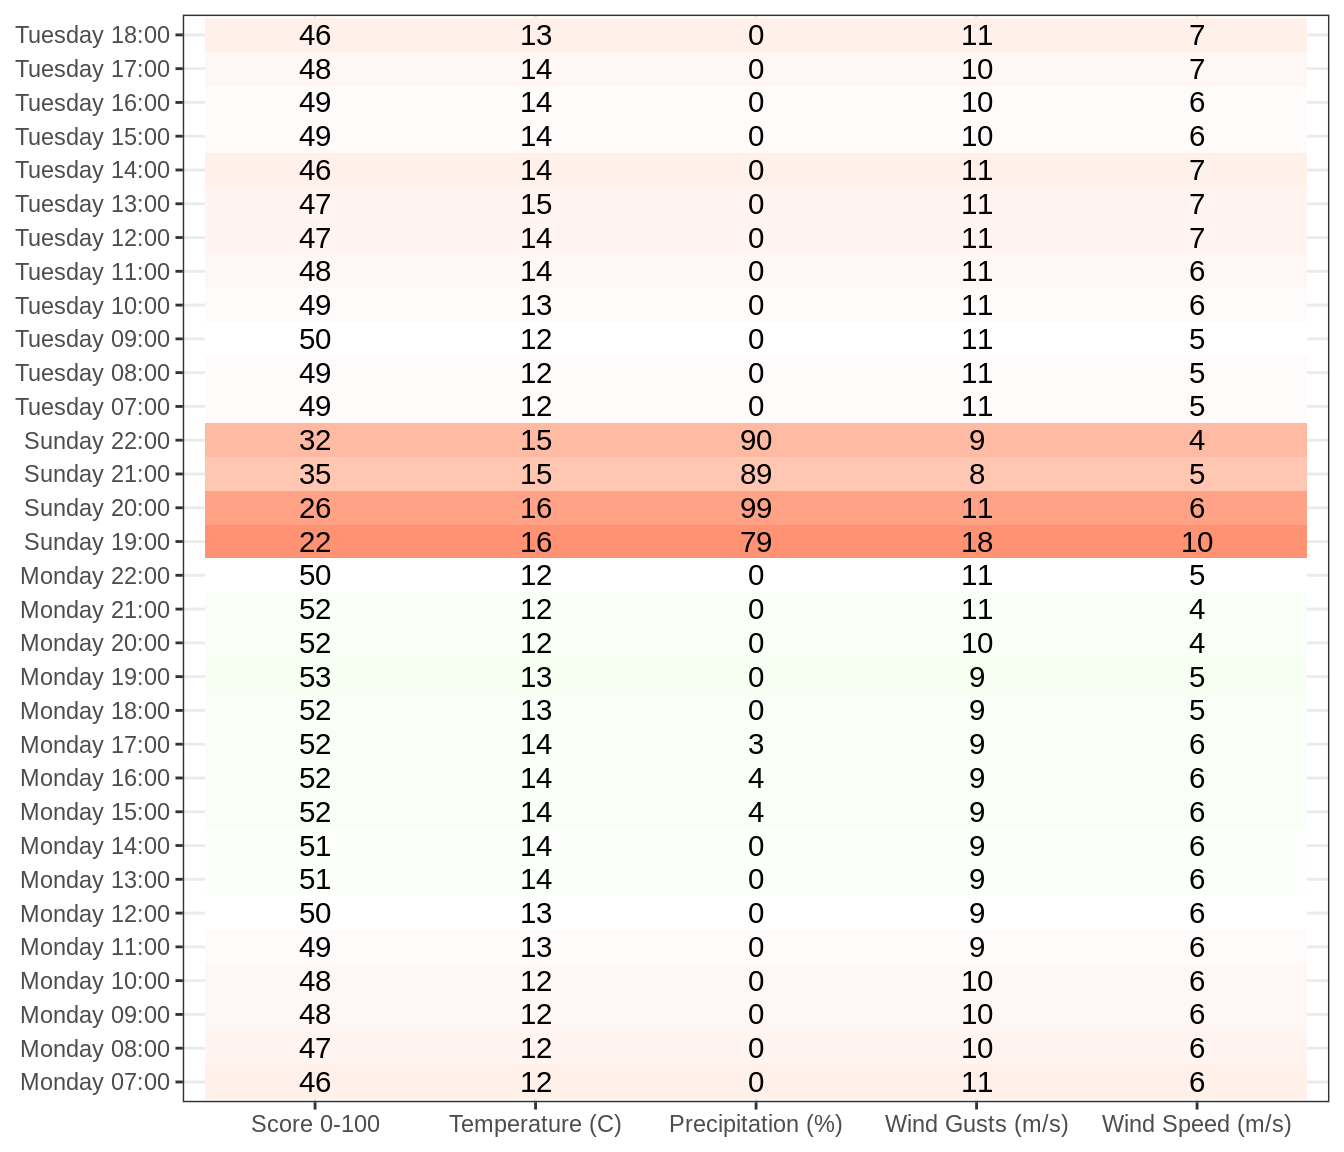 Tuesday 18:00 46 13 0 11 7
Tuesday 17:00 48 14 0 10 7
Tuesday 16:00 49 14 0 10 6
Tuesday 15:00 49 14 0 10 6
Tuesday 14:00 46 14 0 11 7
Tuesday 13:00 47 15 0 11 7
Tuesday 12:00 47 14 0 11 7
Tuesday 11:00 48 14 0 11 6
Tuesday 10:00 49 13 0 11 6
Tuesday 09:00 50 12 0 11 5
Tuesday 08:00 49 12 0 11 5
Tuesday 07:00 49 12 0 11 5
Sunday 22:00 32 15 90 9 4
Sunday 21:00 35 15 89 8 5
Sunday 20:00 26 16 99 11 6
Sunday 19:00 22 16 79 18 10
Monday 22:00 50 12 0 11 5
Monday 21:00 52 12 0 11 4
Monday 20:00 52 12 0 10 4
Monday 19:00 53 13 0 9 5
Monday 18:00 52 13 0 9 5
Monday 17:00 52 14 3 9 6
Monday 16:00 52 14 4 9 6
Monday 15:00 52 14 4 9 6
Monday 14:00 51 14 0 9 6
Monday 13:00 51 14 0 9 6
Monday 12:00 50 13 0 9 6
Monday 11:00 49 13 0 9 6
Monday 10:00 48 12 0 10 6
Monday 09:00 48 12 0 10 6
Monday 08:00 47 12 0 10 6
Monday 07:00 46 12 0 11 6
Score 0-100 Temperature (C) Precipitation (%) Wind Gusts (m/s) Wind Speed (m/s)